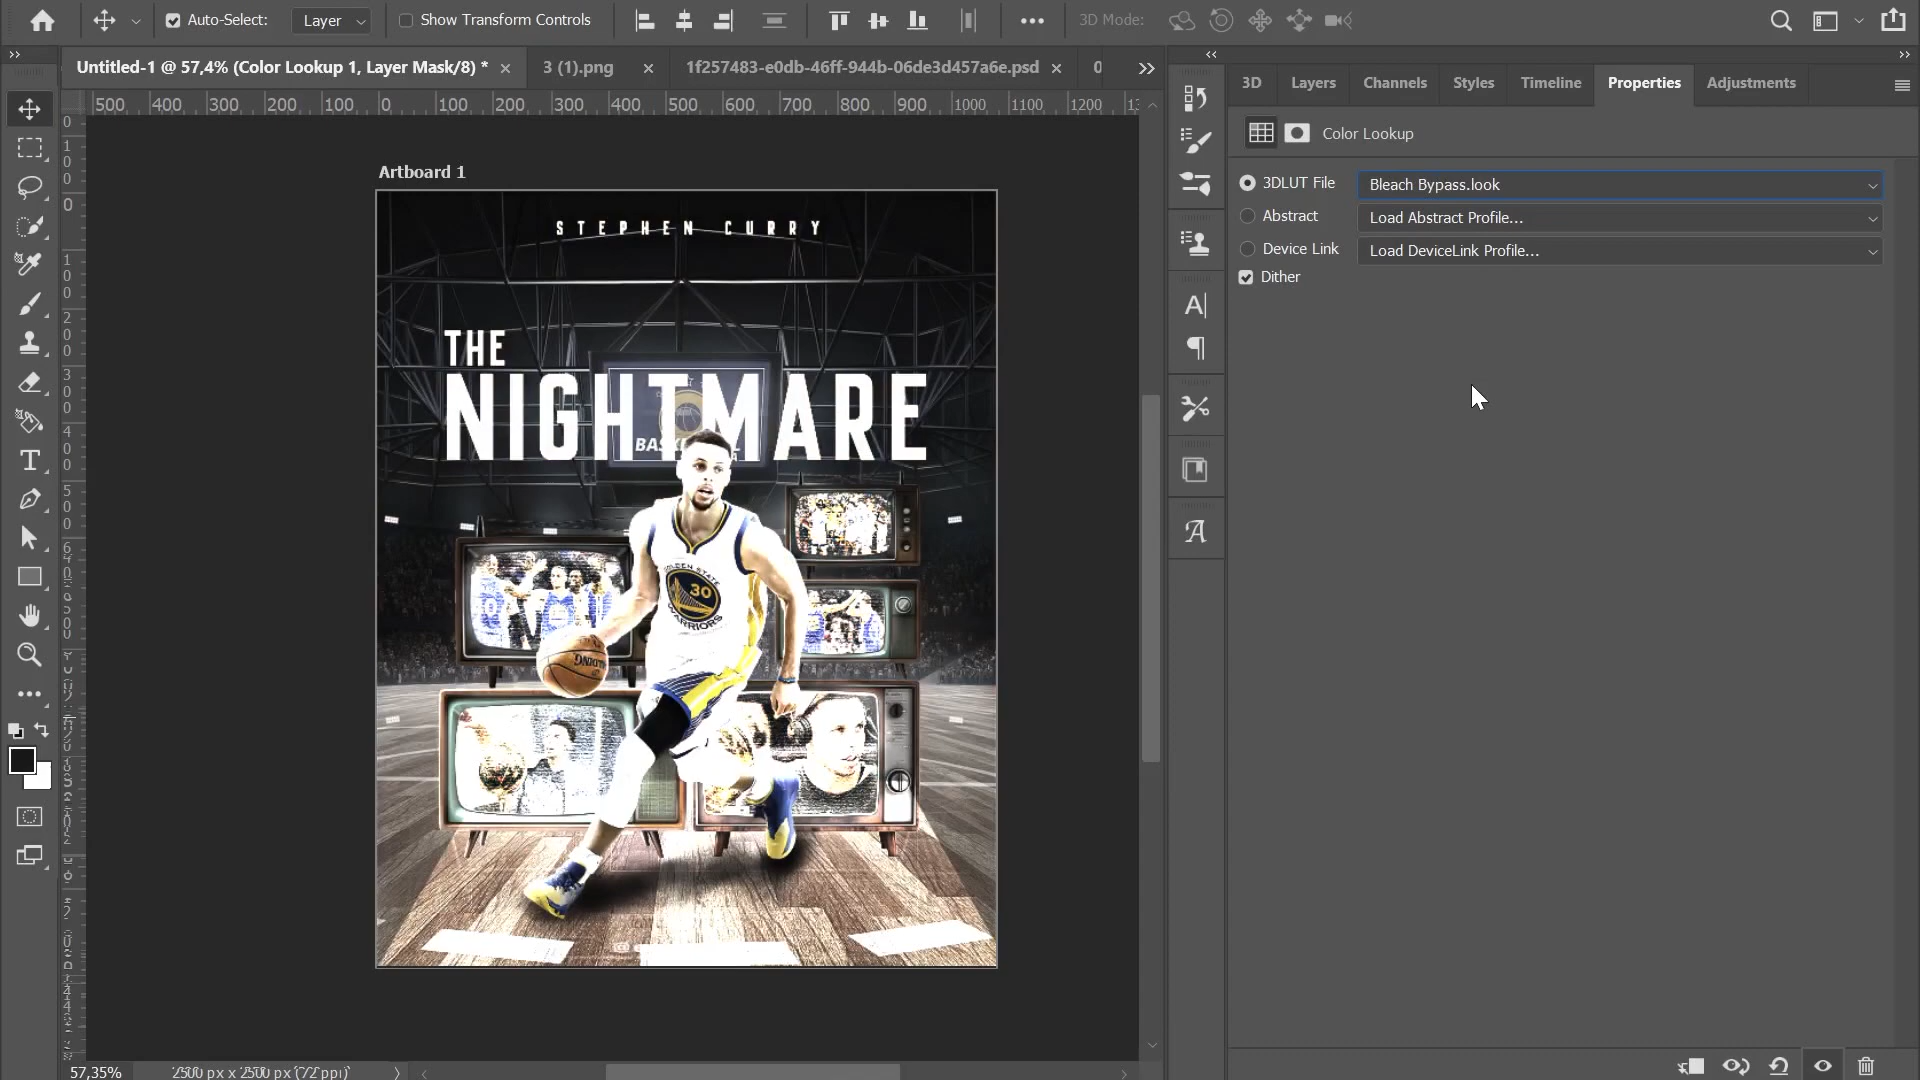 Auto-Select:
Layer
Show Transform Controls
3D Mode:
Untitled-1 @ 57,4% (Color Lookup 1, Layer Mask/8) *
3 (1).png
1f257483-e0db-46ff-944b-06de3d457a6e.psd
3D
Layers
Channels
Styles
Timeline
Properties
Adjustments
500
400
300
200
100
0
100
200
300
400
500
600
700
800
900
1000
1100
1200
Color Lookup
3DLUT File
Bleach Bypass.look
Abstract
Load Abstract Profile...
Device Link
Load DeviceLink Profile...
Dither
Artboard 1
STEPHEN CURRY
THE
NIGHTMARE
GOLDEN STATE
30
WARRIORS
57,35%
2500 px x 2500 px (72 ppi)